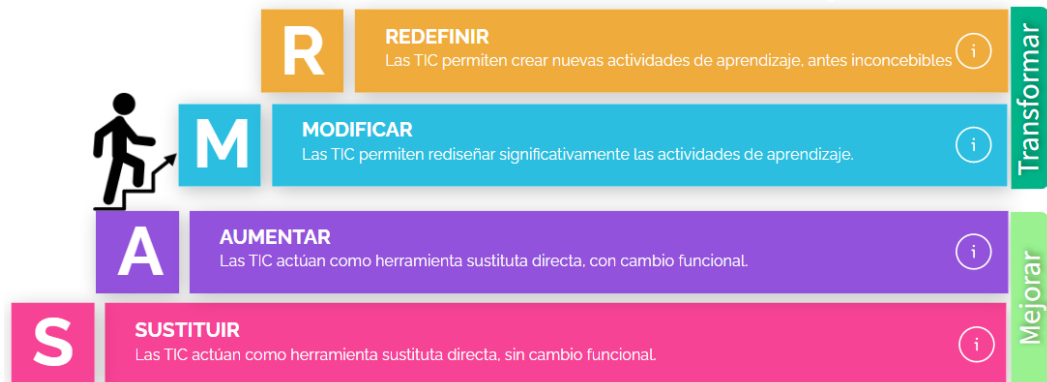 R
REDEFINIR
Las TIC permiten crear nuevas actividades de aprendizaje, antes inconcebibles
i
M
MODIFICAR
Las TIC permiten rediseñar significativamente las actividades de aprendizaje.
i
Transformar
A
AUMENTAR
Las TIC actúan como herramienta sustituta directa, con cambio funcional.
i
S
SUSTITUIR
Las TIC actúan como herramienta sustituta directa, sin cambio funcional.
i
Mejorar